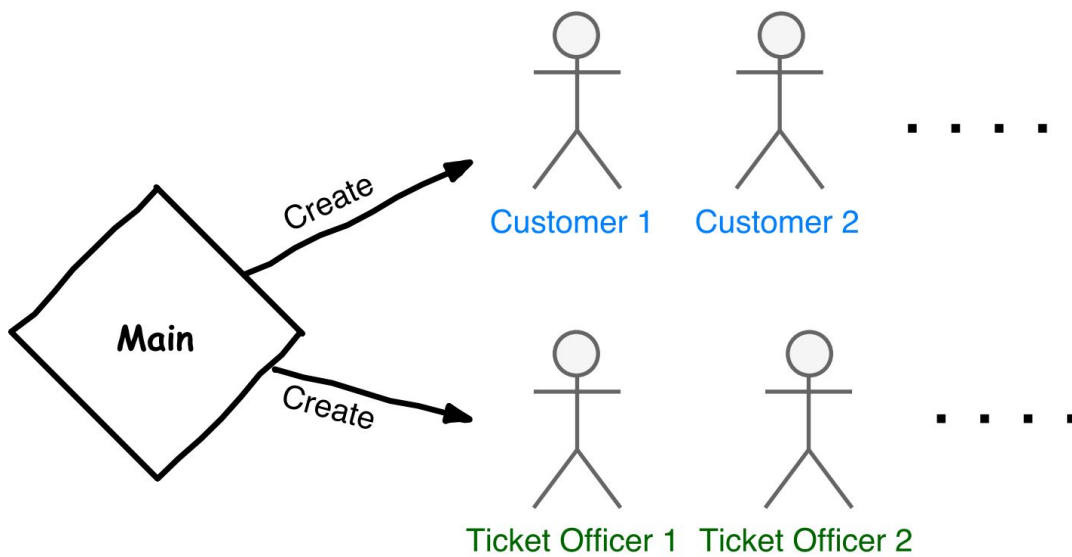 Create
Customer 1 Customer 2
Main
Create
Ticket Officer 1 Ticket Officer 2